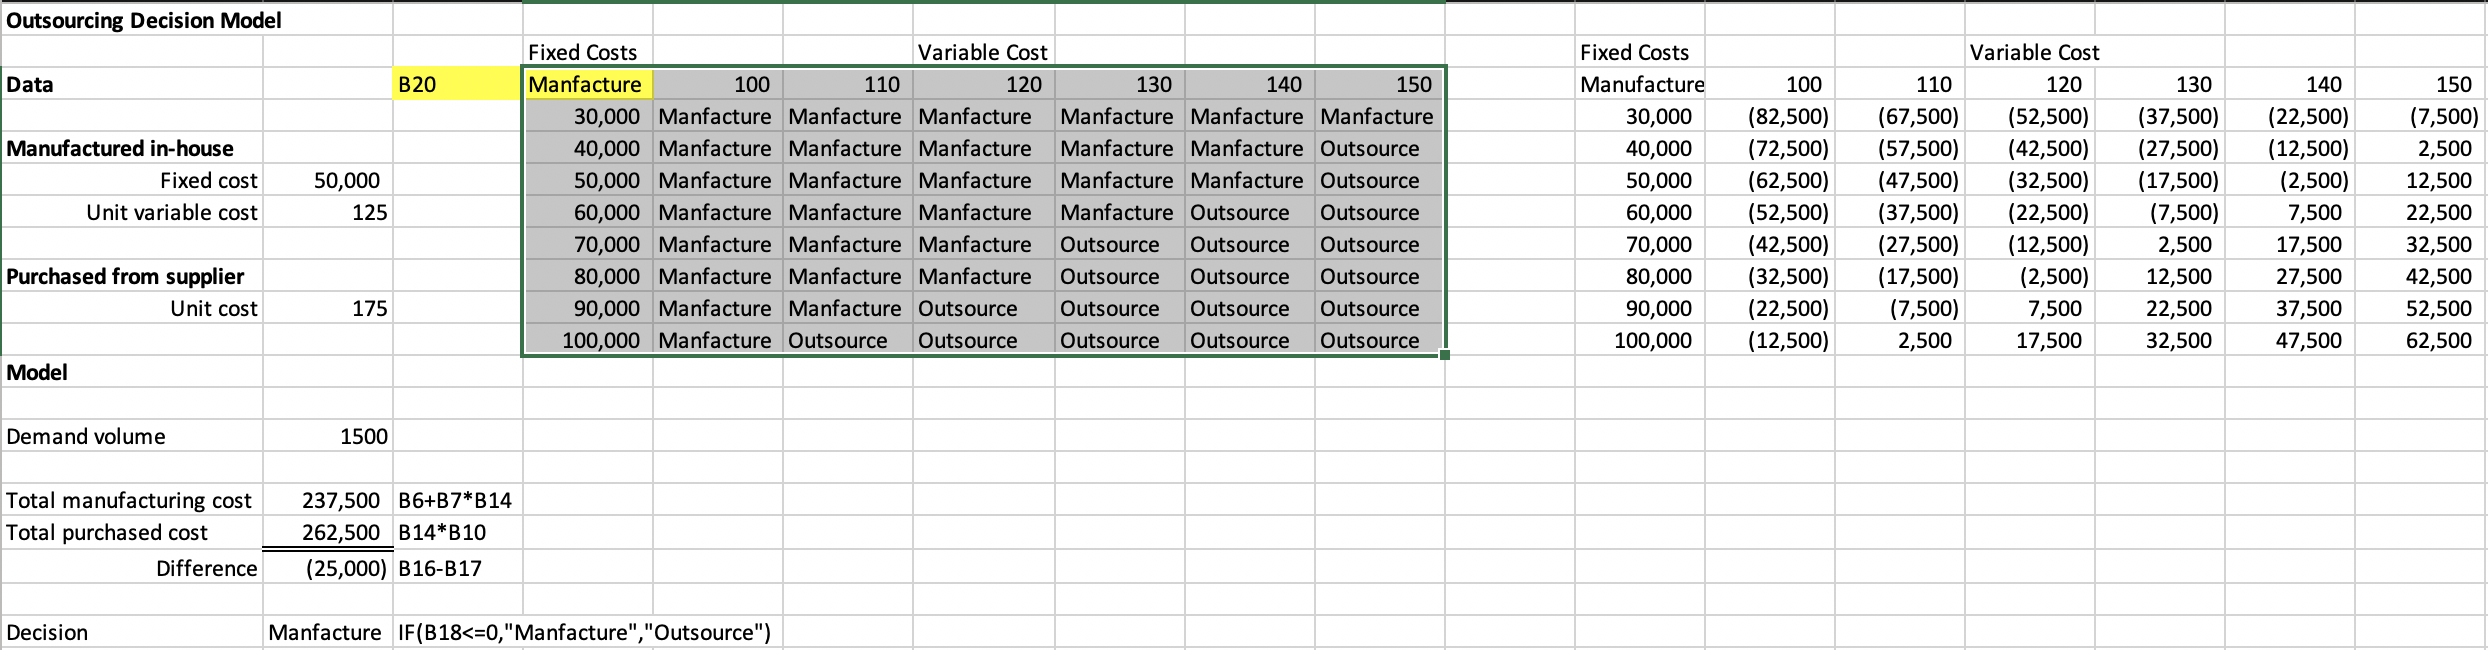 Outsourcing Decision Model
Fixed Costs Variable Cost Fixed Costs Variable Cost
Data B20 Manfacture 100 110 120 130 140 150 Manufacture 100 110 120 130 140 150
30,000 Manfacture Manfacture Manfacture Manfacture Manfacture Manfacture 30,000 (82,500) (67,500) (52,500) (37,500) (22,500) (7,500)
Manufactured in-house 40,000 Manfacture Manfacture Manfacture Manfacture Manfacture Outsource 40,000 (72,500) (57,500) (42,500) (27,500) (12,500) 2,500
Fixed cost 50,000 50,000 Manfacture Manfacture Manfacture Manfacture Manfacture Outsource 50,000 (62,500) (47,500) (32,500) (17,500) (2,500) 12,500
Unit variable cost 125 60,000 Manfacture Manfacture Manfacture Manfacture Outsource Outsource 60,000 (52,500) (37,500) (22,500) (7,500) 7,500 22,500
70,000 Manfacture Manfacture Manfacture Outsource Outsource Outsource 70,000 (42,500) (27,500) (12,500) 2,500 17,500 32,500
Purchased from supplier 80,000 Manfacture Manfacture Manfacture Outsource Outsource Outsource 80,000 (32,500) (17,500) (2,500) 12,500 27,500 42,500
Unit cost 175 90,000 Manfacture Manfacture Outsource Outsource Outsource Outsource 90,000 (22,500) (7,500) 7,500 22,500 37,500 52,500
100,000 Manfacture Outsource Outsource Outsource Outsource Outsource 100,000 (12,500) 2,500 17,500 32,500 47,500 62,500
Model
Demand volume 1500
Total manufacturing cost 237,500 B6+B7*B14
Total purchased cost 262,500 B14*B10
Difference (25,000) B16-B17
Decision Manfacture IF(B18<=0,"Manfacture","Outsource")